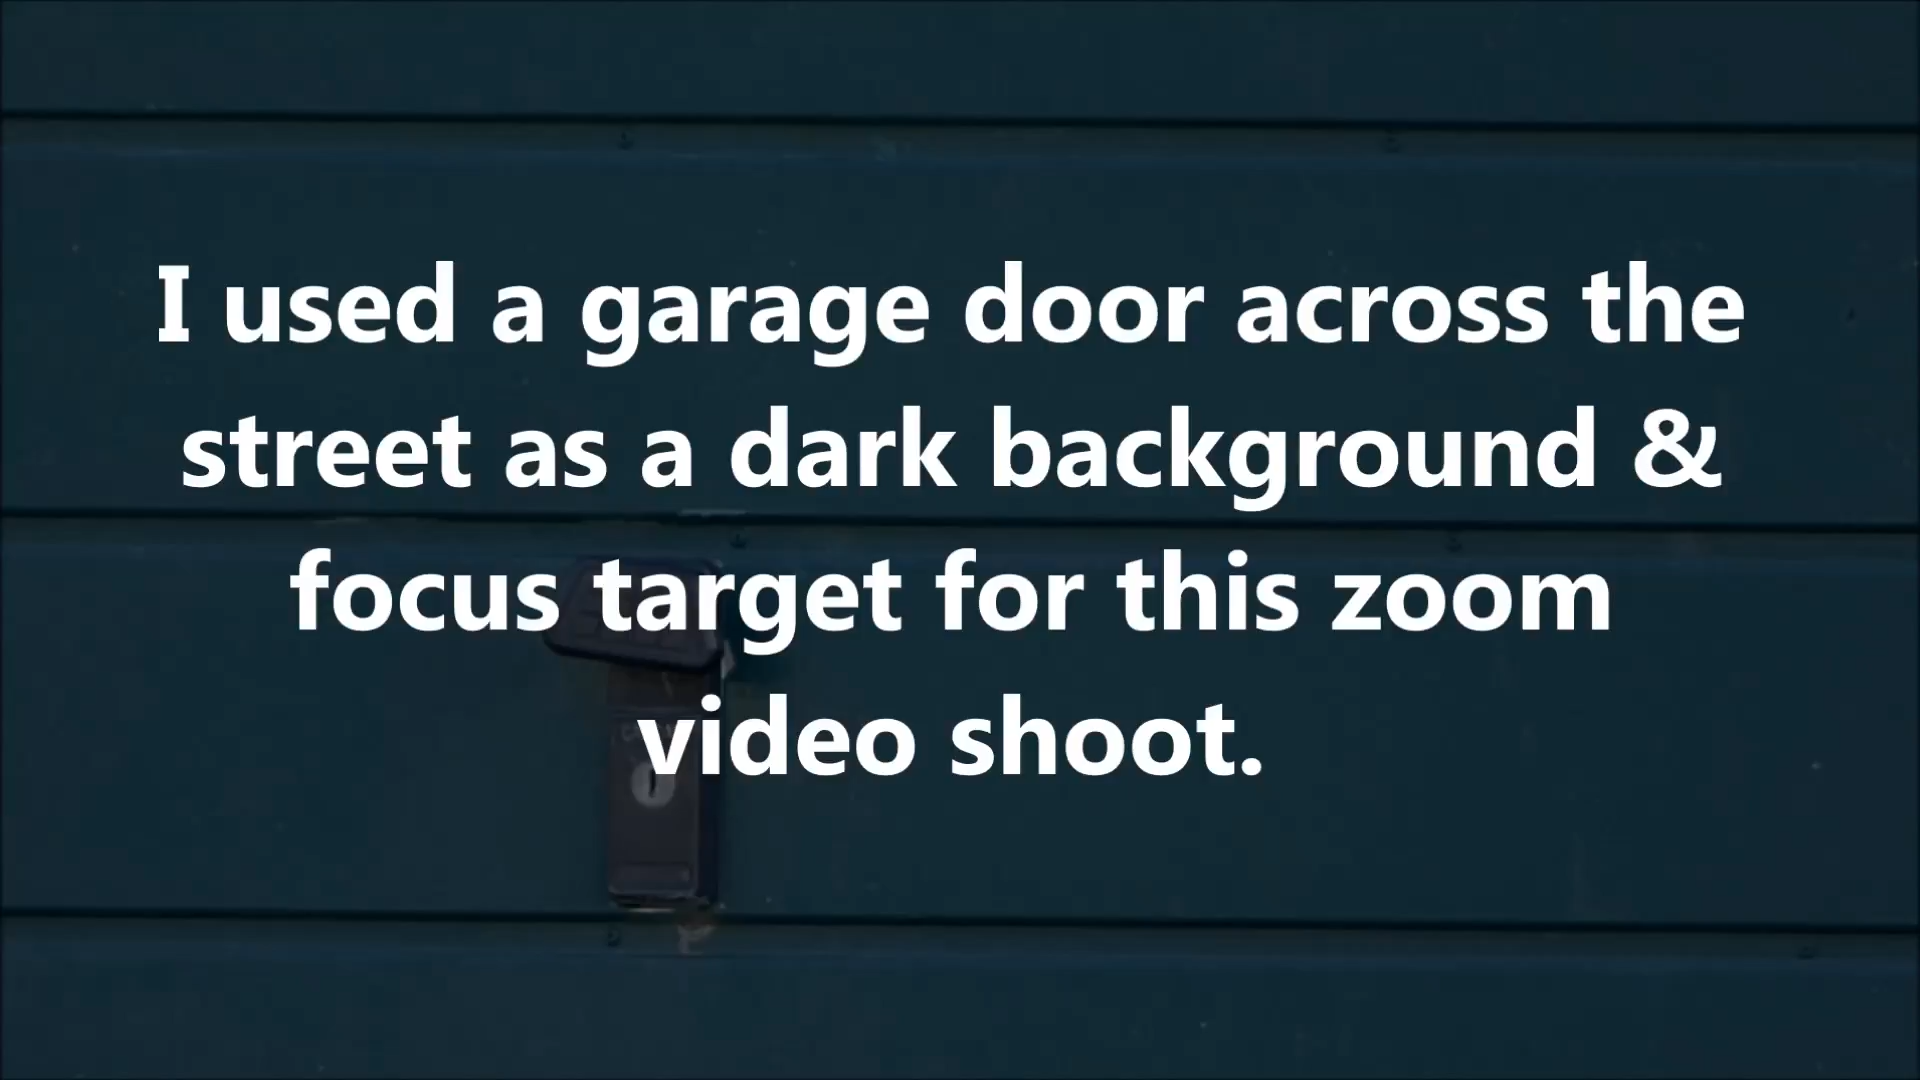 I used a garage door across the
street as a dark background &
focus target for this zoom
video shoot.